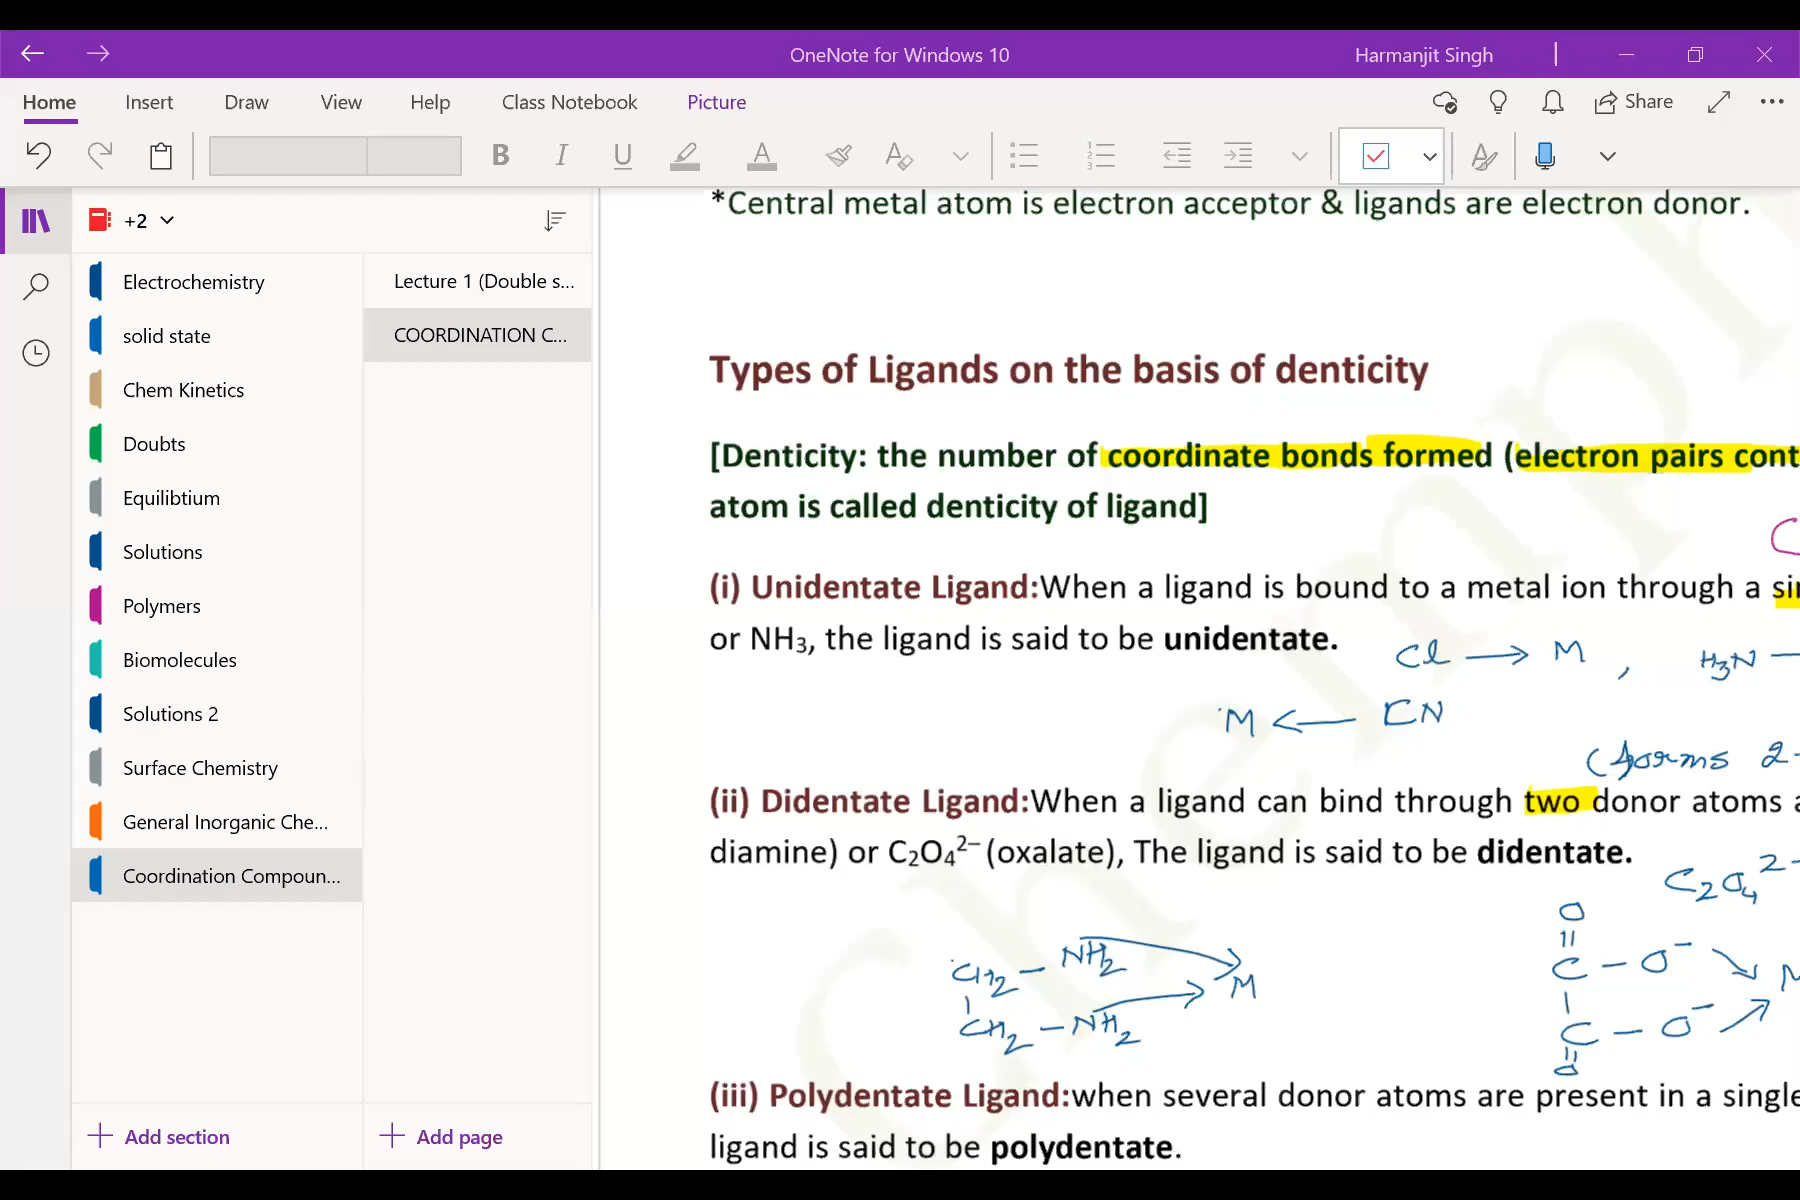 OneNote for Windows 10
Harmanjit Singh
Home Insert Draw View Help Class Notebook Picture
Share
B I U A
+2
Electrochemistry
solid state
Chem Kinetics
Doubts
Equilibtium
Solutions
Polymers
Biomolecules
Solutions 2
Surface Chemistry
General Inorganic Che...
Coordination Compoun...
Add section
Lecture 1 (Double s...
COORDINATION C...
Add page
*Central metal atom is electron acceptor & ligands are electron donor.
Types of Ligands on the basis of denticity
[Denticity: the number of coordinate bonds formed (electron pairs cont
atom is called denticity of ligand]
(i) Unidentate Ligand:When a ligand is bound to a metal ion through a sin
or NH₃, the ligand is said to be unidentate.
Cl → M , H₃N —
M ← CN
(forms 2-
(ii) Didentate Ligand:When a ligand can bind through two donor atoms a
diamine) or C₂O₄²⁻ (oxalate), The ligand is said to be didentate.
C₂O₄²⁻
O
||
CH₂ – NH₂ → M
C – O⁻ → M
|
CH₂ – NH₂ →
C – O⁻ →
||
O
(iii) Polydentate Ligand:when several donor atoms are present in a single
ligand is said to be polydentate.
Chemph